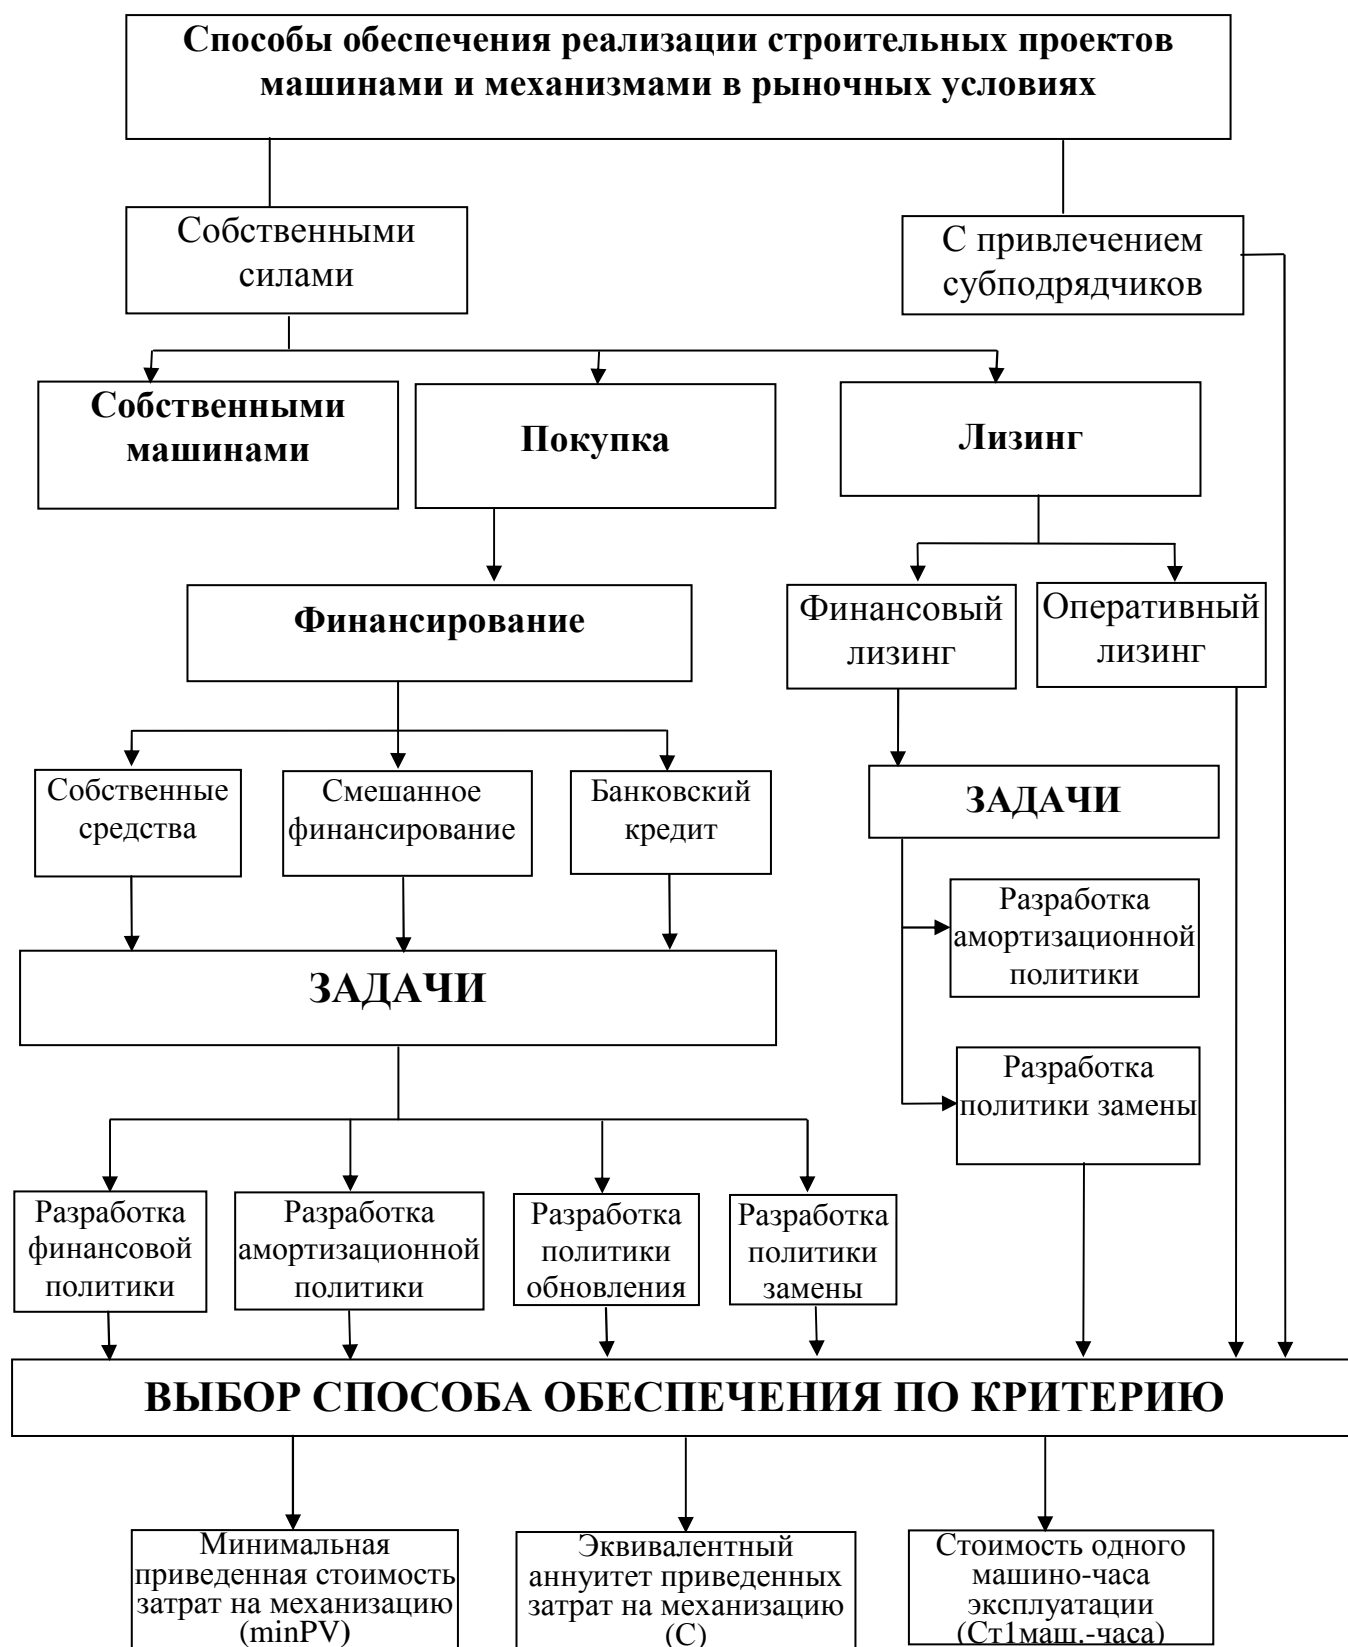 Способы обеспечения реализации строительных проектов
машинами и механизмами в рыночных условиях
Собственными
силами
С привлечением
субподрядчиков
Собственными
машинами
Покупка
Лизинг
Финансирование
Финансовый
лизинг
Оперативный
лизинг
Собственные
средства
Смешанное
финансирование
Банковский
кредит
ЗАДАЧИ
Разработка
амортизационной
политики
Разработка
политики замены
ЗАДАЧИ
Разработка
финансовой
политики
Разработка
амортизационной
политики
Разработка
политики
обновления
Разработка
политики
замены
ВЫБОР СПОСОБА ОБЕСПЕЧЕНИЯ ПО КРИТЕРИЮ
Минимальная
приведенная стоимость
затрат на механизацию
(minPV)
Эквивалентный
аннуитет приведенных
затрат на механизацию
(С)
Стоимость одного
машино-часа
эксплуатации
(Ст1маш.-часа)